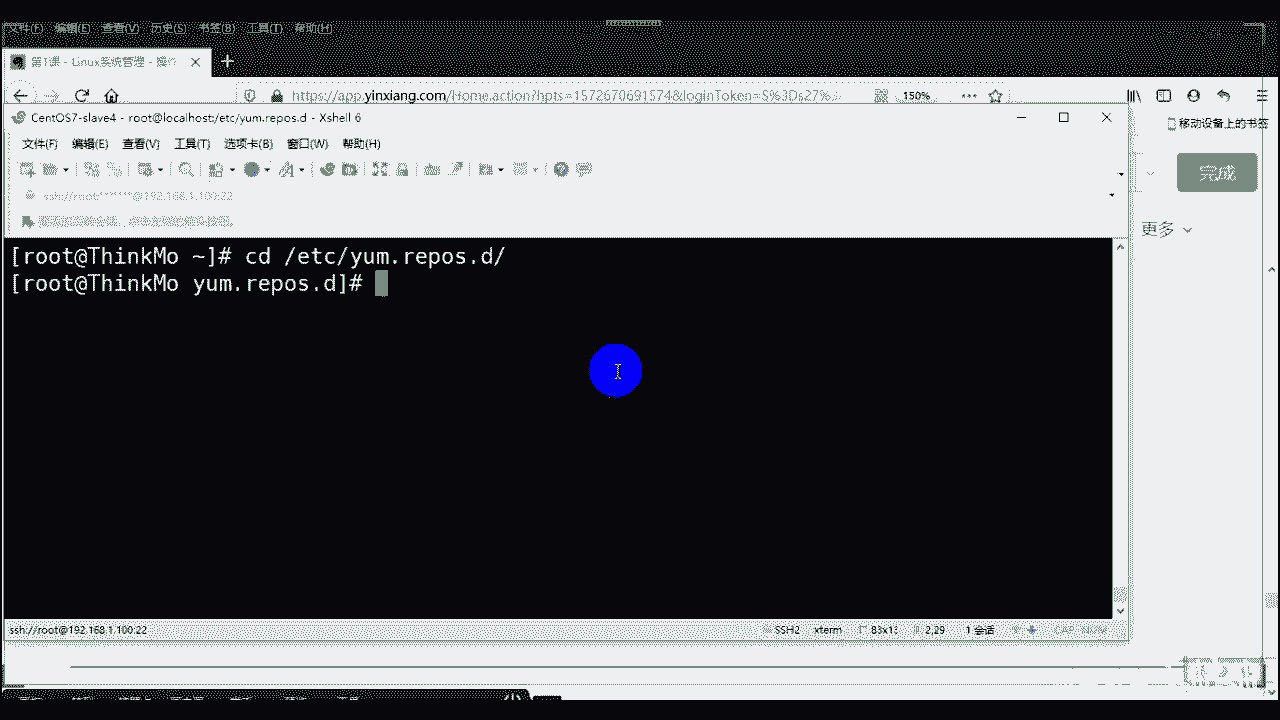 文件(F) 编辑(E) 查看(V) 历史(S) 书签(B) 工具(T) 帮助(H)
第1课 - Linux系统管理 -
https://app.yinxiang.com/Home.action?hpts=1572670691574&loginToken=S%3D627%
150%
移动设备上的书签
CentOS7-slave4 - root@localhost:/etc/yum.repos.d - Xshell 6
文件(F) 编辑(E) 查看(V) 工具(T) 选项卡(B) 窗口(W) 帮助(H)
完成
ssh://root:******@192.168.1.100:22
更多
[root@ThinkMo ~]# cd /etc/yum.repos.d/
[root@ThinkMo yum.repos.d]#
ssh://root@192.168.1.100:22
SSH2
xterm
83x13
2,29
1 会话
CAP NUM